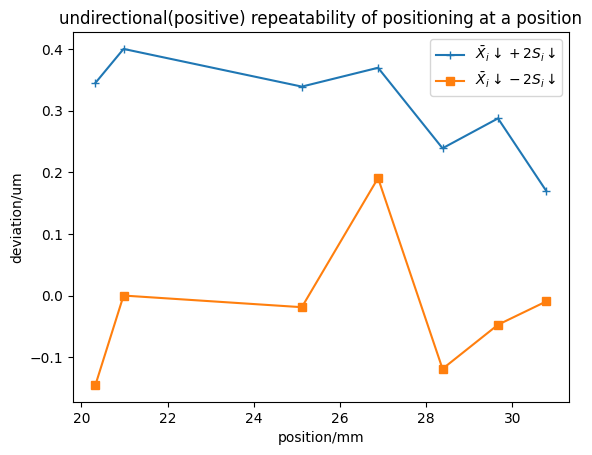 undirectional(positive) repeatability of positioning at a position
X̄ᵢ↓ + 2Sᵢ↓
X̄ᵢ↓ − 2Sᵢ↓
deviation/um
0.4
0.3
0.2
0.1
0.0
−0.1
20
22
24
26
28
30
position/mm